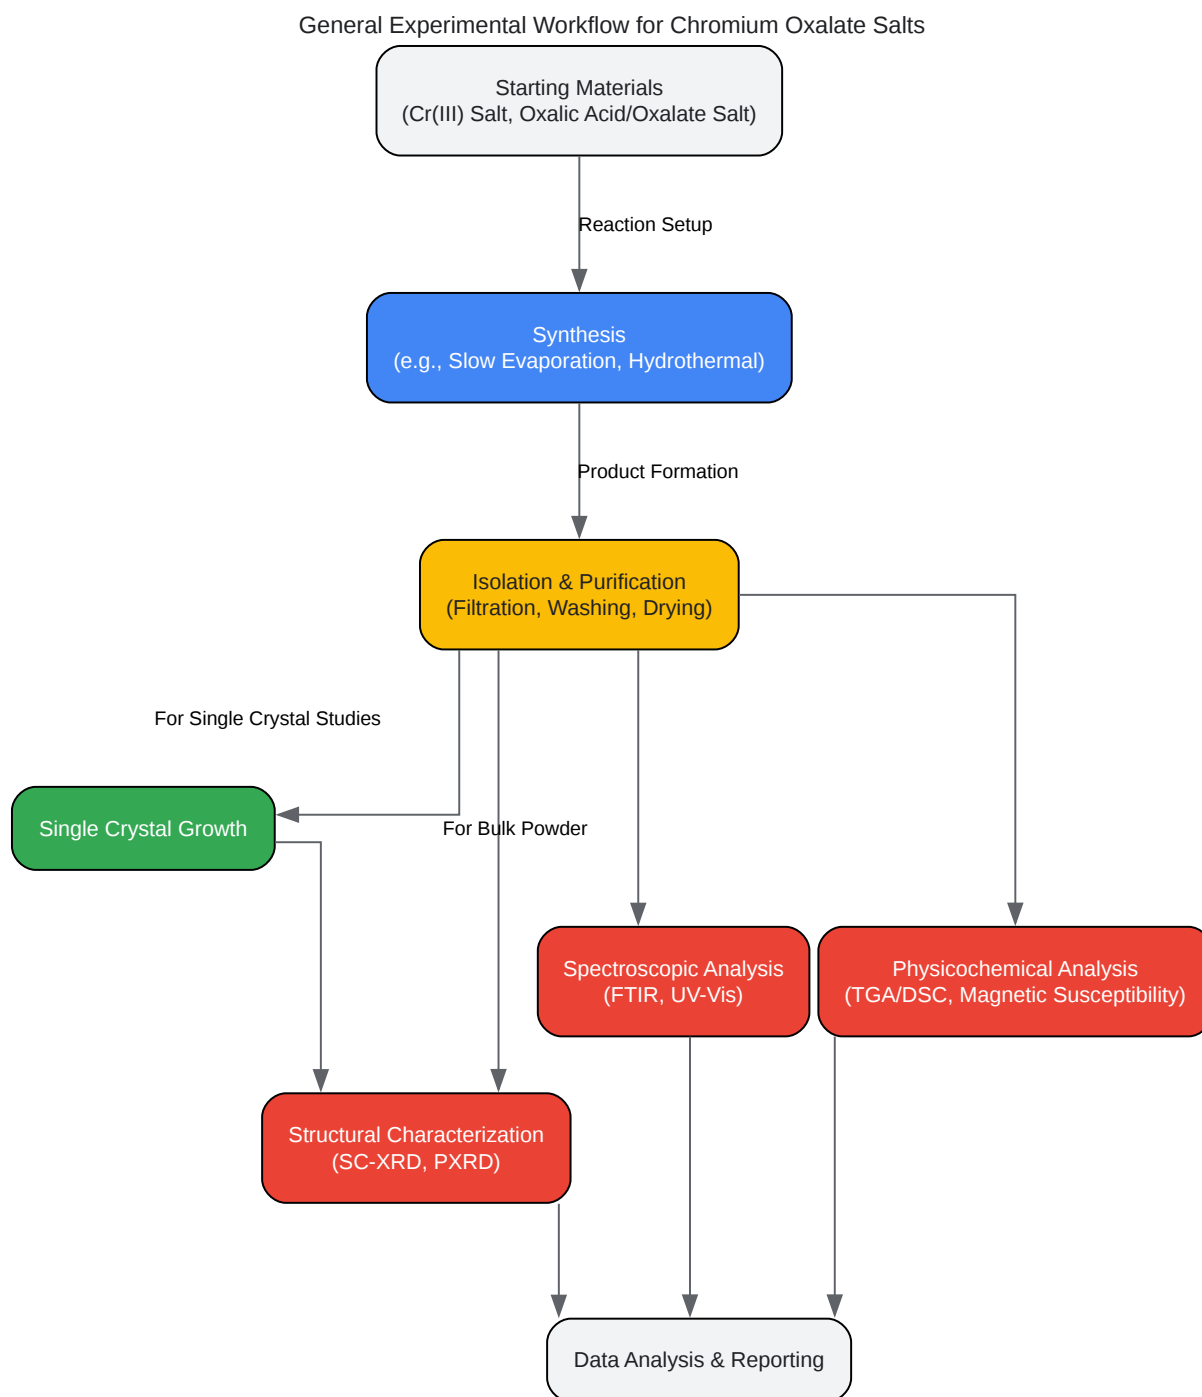 General Experimental Workflow for Chromium Oxalate Salts
Starting Materials
(Cr(III) Salt, Oxalic Acid/Oxalate Salt)
Reaction Setup
Synthesis
(e.g., Slow Evaporation, Hydrothermal)
Product Formation
Isolation & Purification
(Filtration, Washing, Drying)
For Single Crystal Studies
Single Crystal Growth
For Bulk Powder
Spectroscopic Analysis
(FTIR, UV-Vis)
Physicochemical Analysis
(TGA/DSC, Magnetic Susceptibility)
Structural Characterization
(SC-XRD, PXRD)
Data Analysis & Reporting